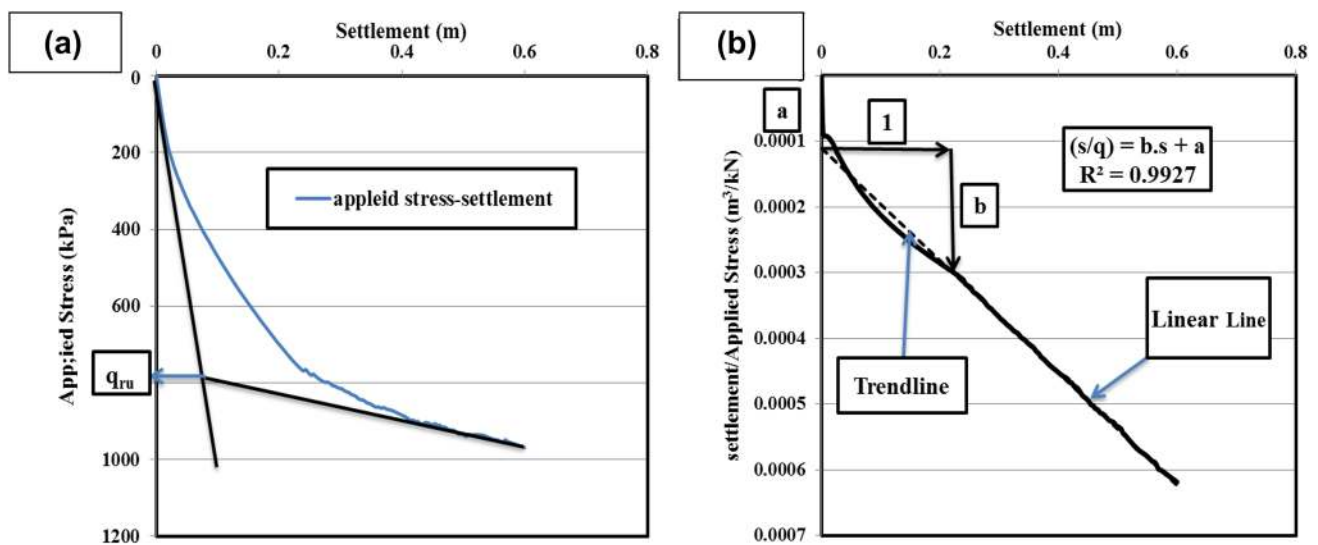 (a)
Settlement (m)
0 0.2 0.4 0.6 0.8
0
200
400
600
800
1000
1200
App;ied Stress (kPa)
appleid stress-settlement
qru
(b)
Settlement (m)
0 0.2 0.4 0.6 0.8
a
0.0001
0.0002
0.0003
0.0004
0.0005
0.0006
0.0007
settlement/Applied Stress (m³/kN)
1
b
(s/q) = b.s + a
R² = 0.9927
Linear Line
Trendline